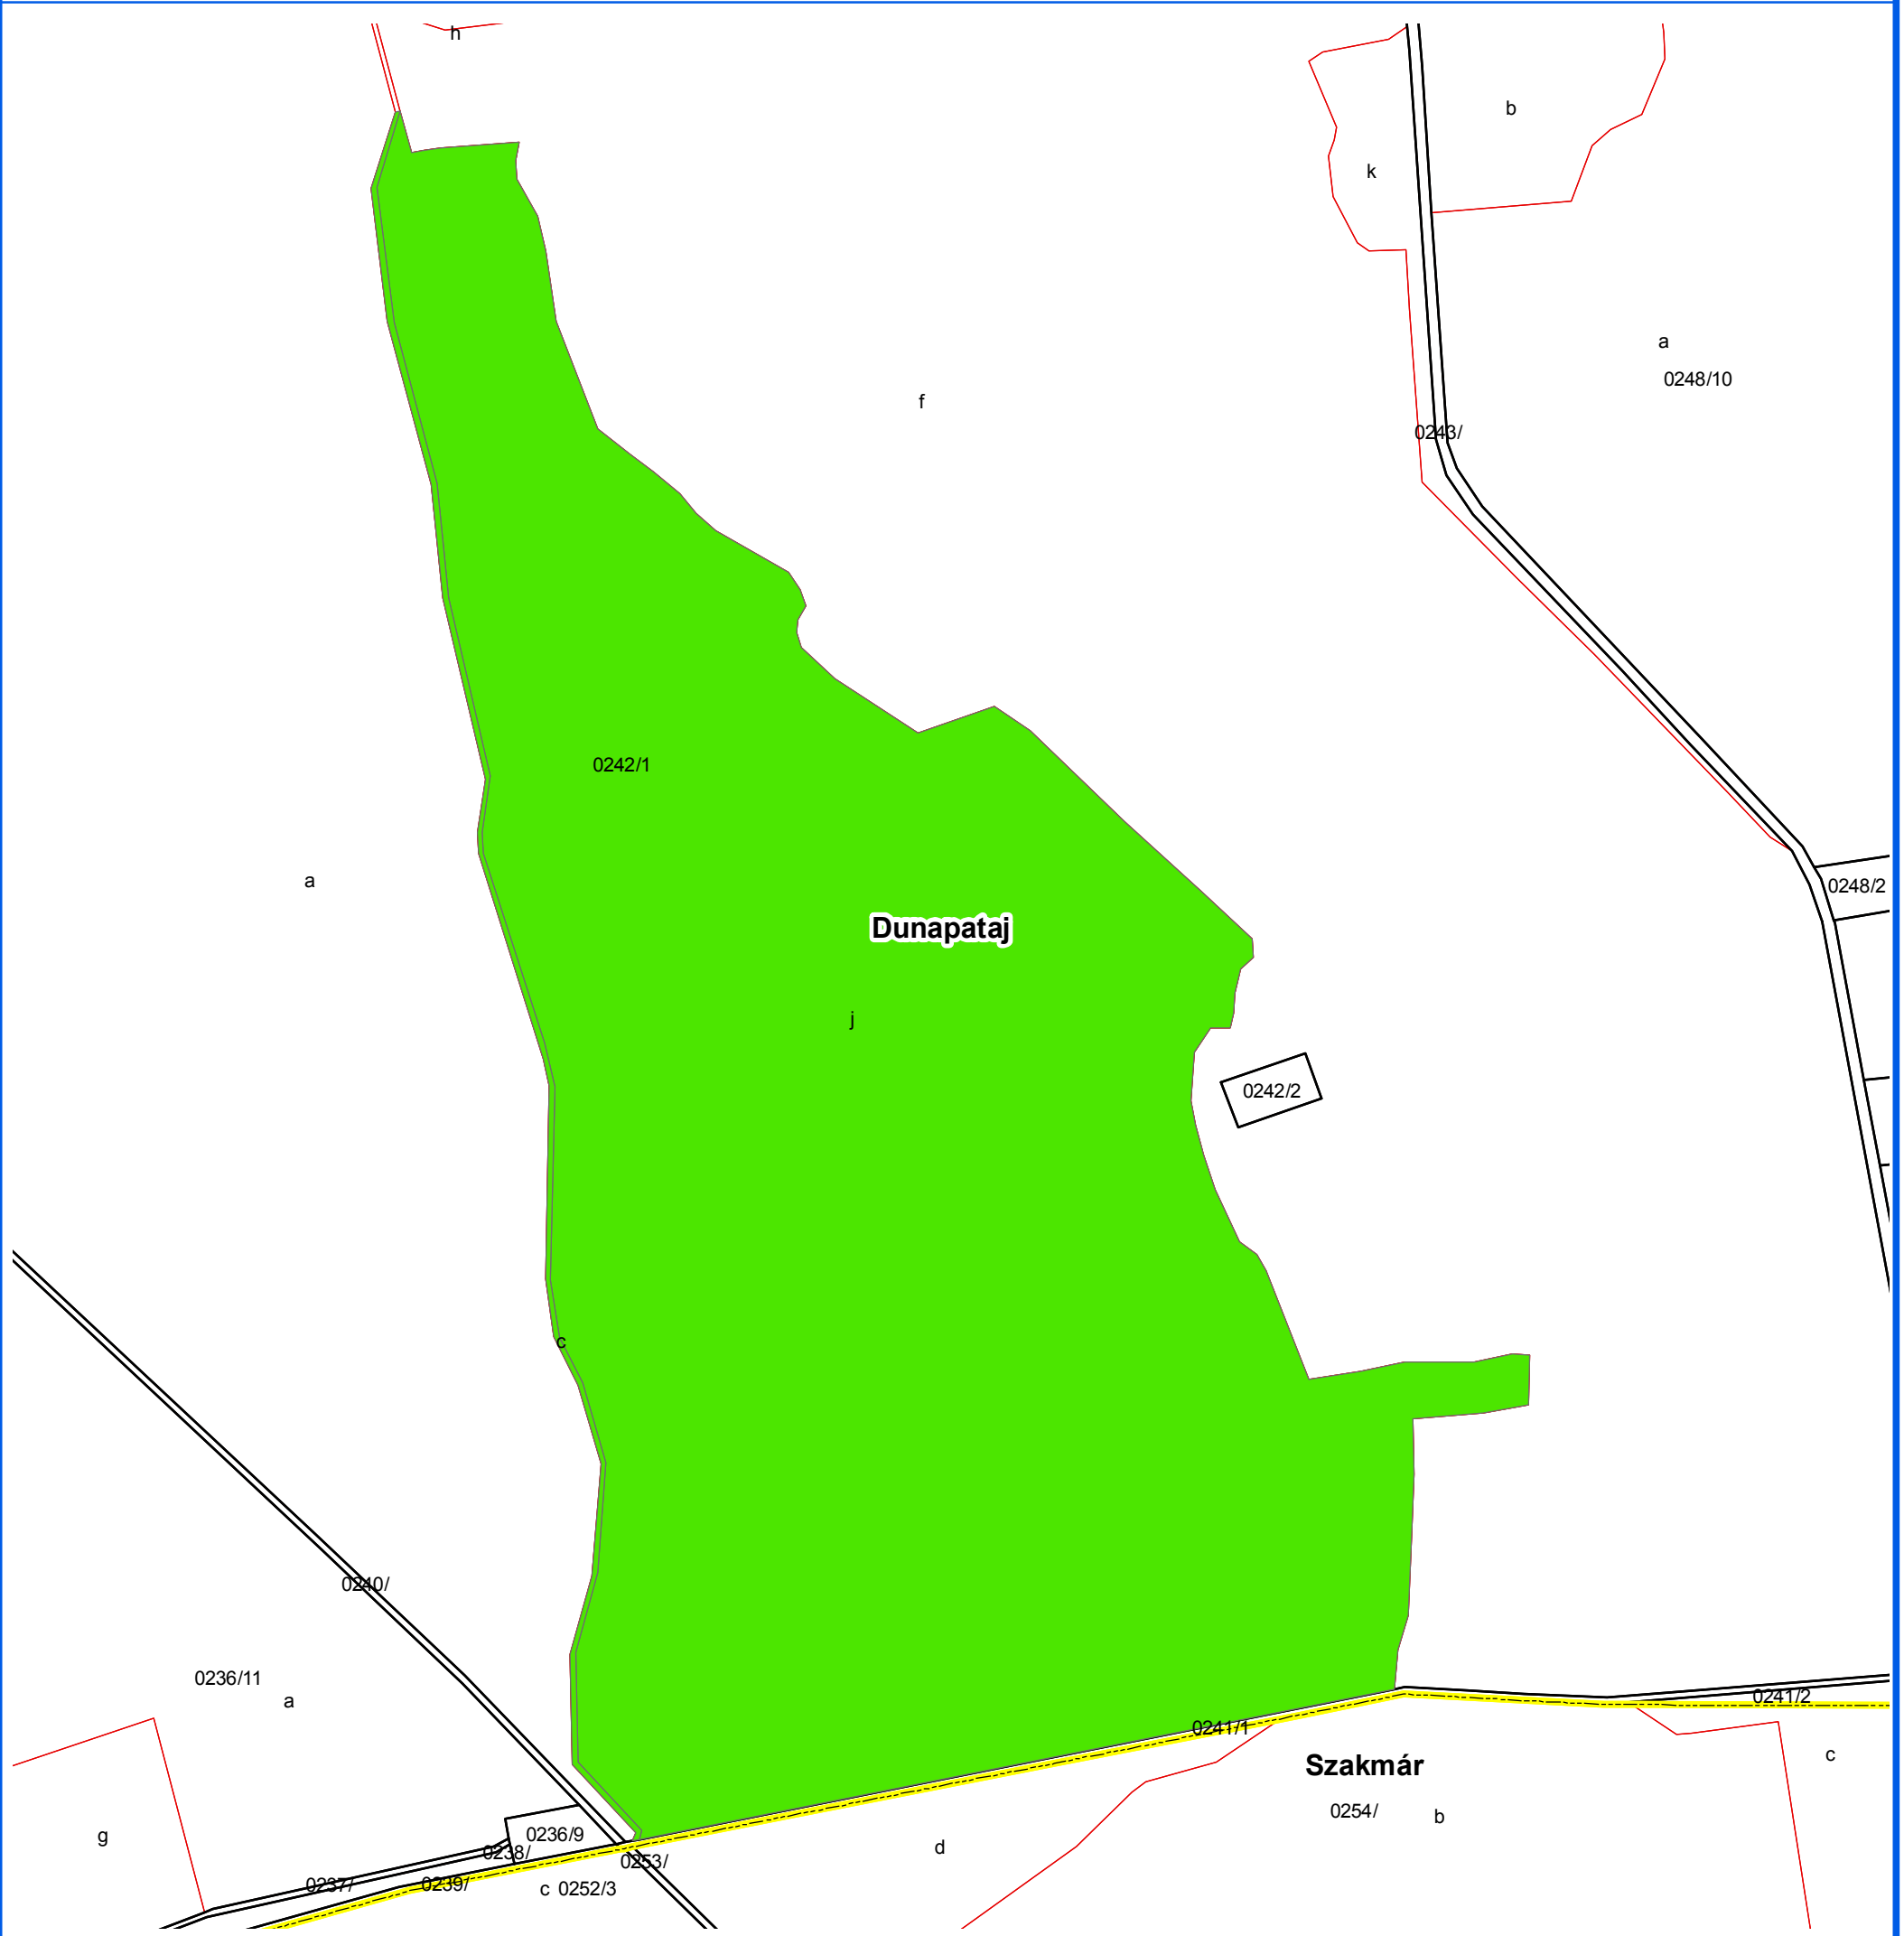 h
b
k
a
0248/10
f
0243/
0242/1
a
0248/2
Dunapataj
j
0242/2
c
0240/
0236/11
a
0241/2
0241/1
c
Szakmár
0254/
b
g
0236/9
d
0238/
0253/
0237/
0239/
c 0252/3